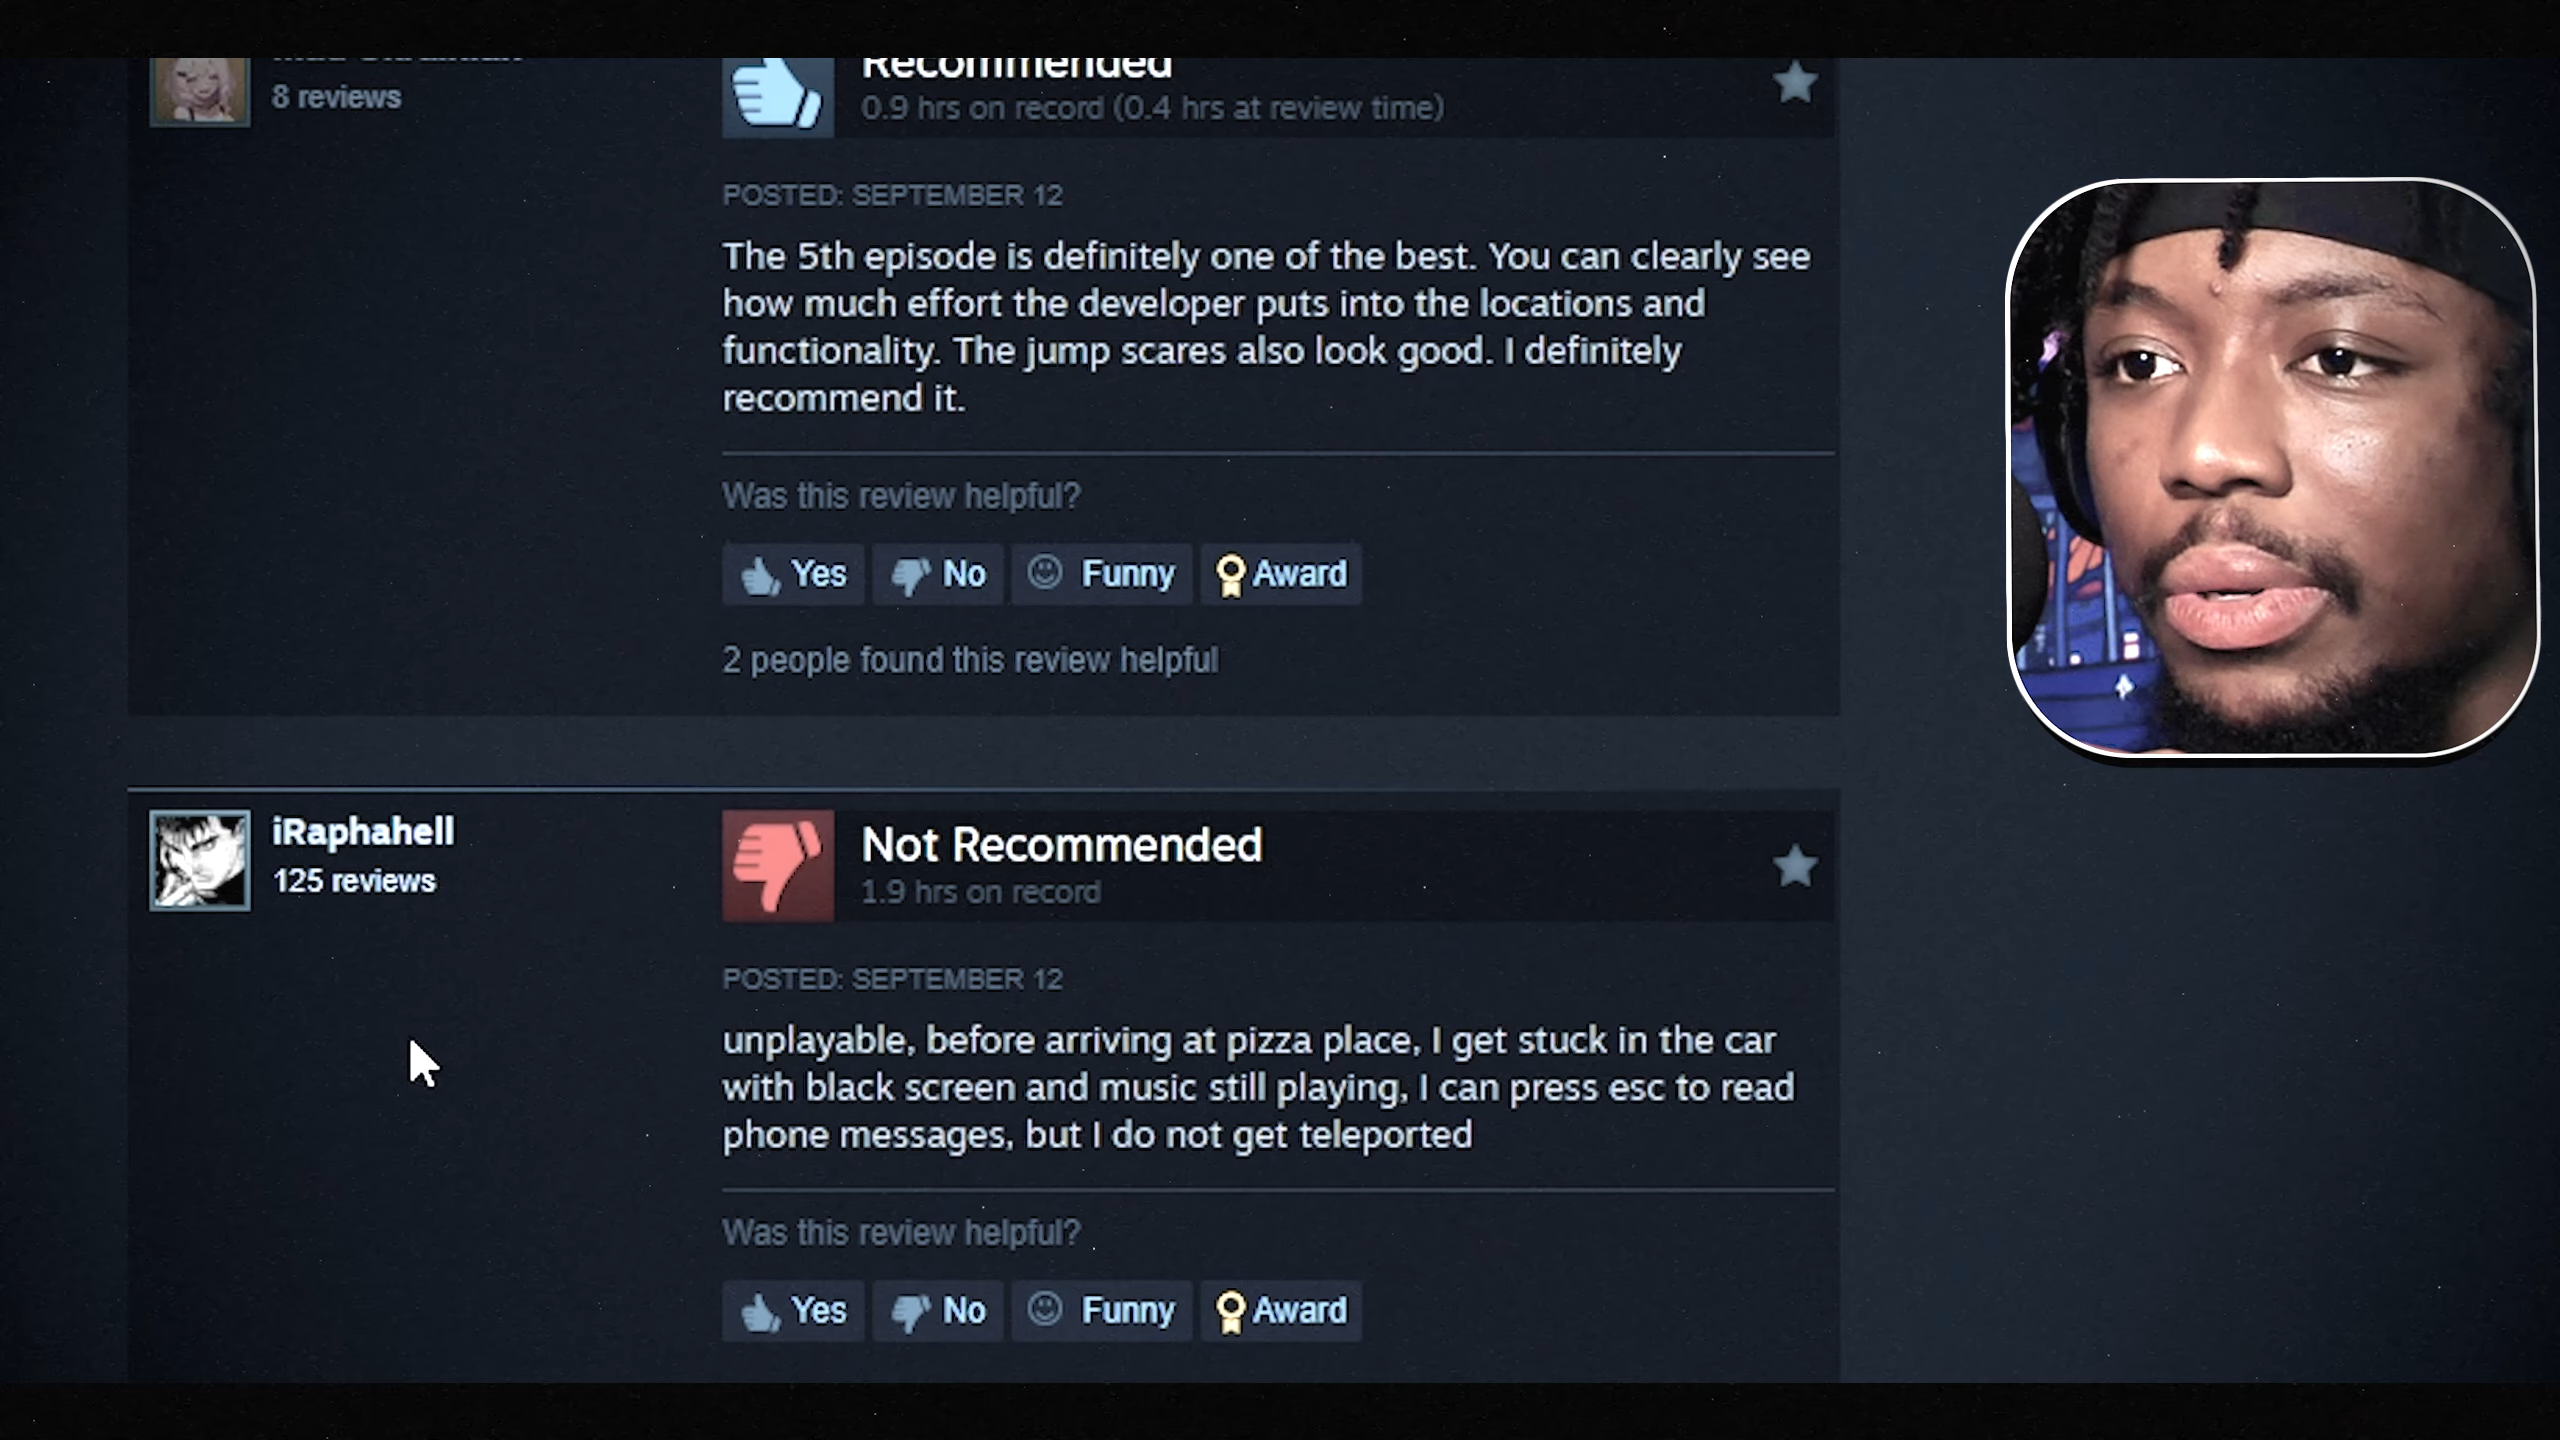 Recommended
8 reviews
0.9 hrs on record (0.4 hrs at review time)
POSTED: SEPTEMBER 12
The 5th episode is definitely one of the best. You can clearly see
how much effort the developer puts into the locations and
functionality. The jump scares also look good. I definitely
recommend it.
Was this review helpful?
Yes No Funny Award
2 people found this review helpful
iRaphahell
125 reviews
Not Recommended
1.9 hrs on record
POSTED: SEPTEMBER 12
unplayable, before arriving at pizza place, I get stuck in the car
with black screen and music still playing, I can press esc to read
phone messages, but I do not get teleported
Was this review helpful?
Yes No Funny Award